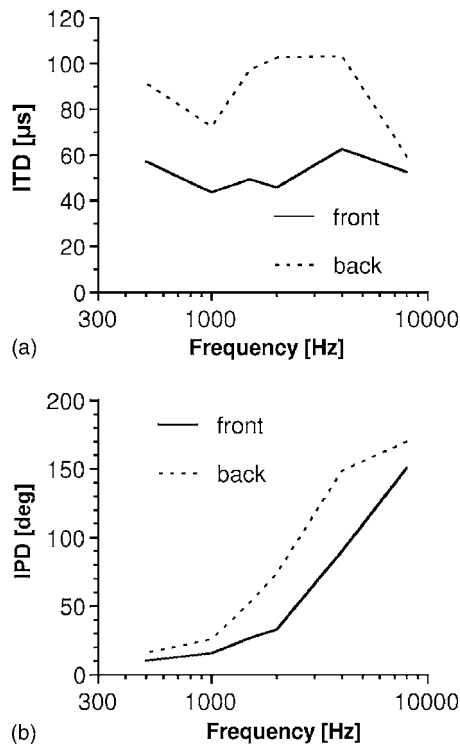 120
100
80
60
40
20
0
ITD [µs]
front
back
300 1000 10000
(a) Frequency [Hz]
200
150
100
50
0
IPD [deg]
front
back
300 1000 10000
(b) Frequency [Hz]